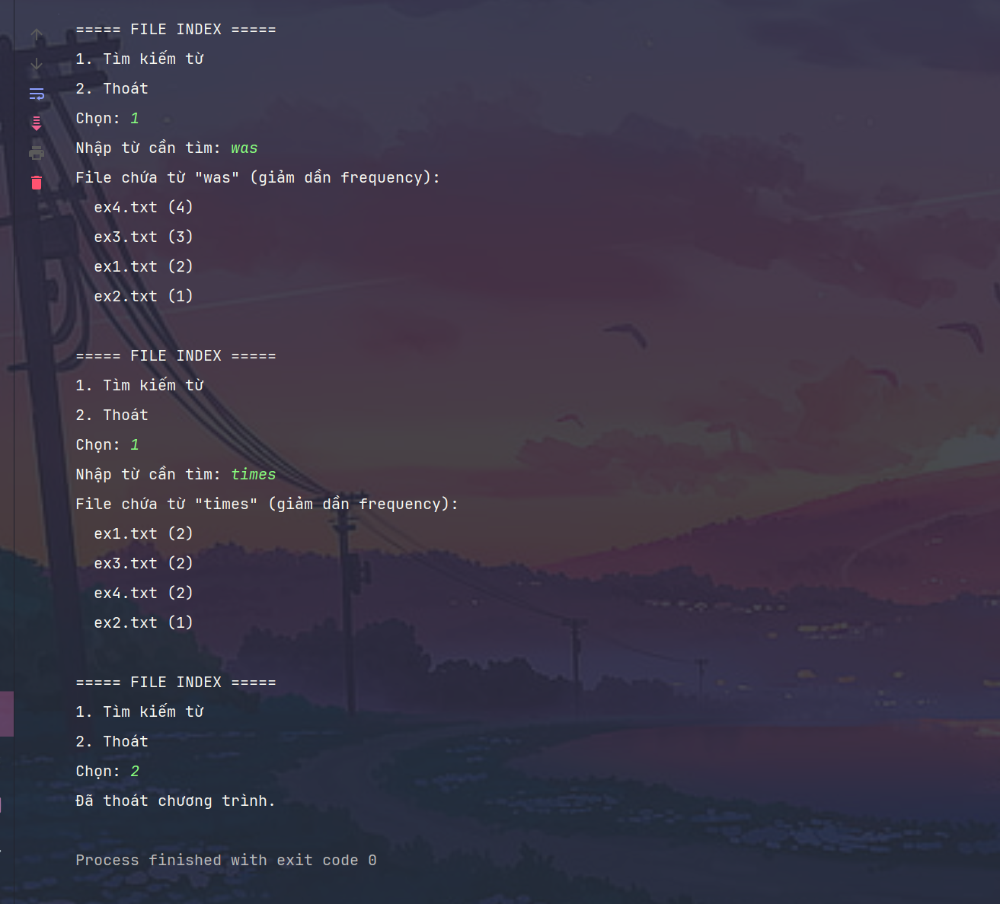 ===== FILE INDEX =====
1. Tìm kiếm từ
2. Thoát
Chọn: 1
Nhập từ cần tìm: was
File chứa từ "was" (giảm dần frequency):
  ex4.txt (4)
  ex3.txt (3)
  ex1.txt (2)
  ex2.txt (1)

===== FILE INDEX =====
1. Tìm kiếm từ
2. Thoát
Chọn: 1
Nhập từ cần tìm: times
File chứa từ "times" (giảm dần frequency):
  ex1.txt (2)
  ex3.txt (2)
  ex4.txt (2)
  ex2.txt (1)

===== FILE INDEX =====
1. Tìm kiếm từ
2. Thoát
Chọn: 2
Đã thoát chương trình.

Process finished with exit code 0